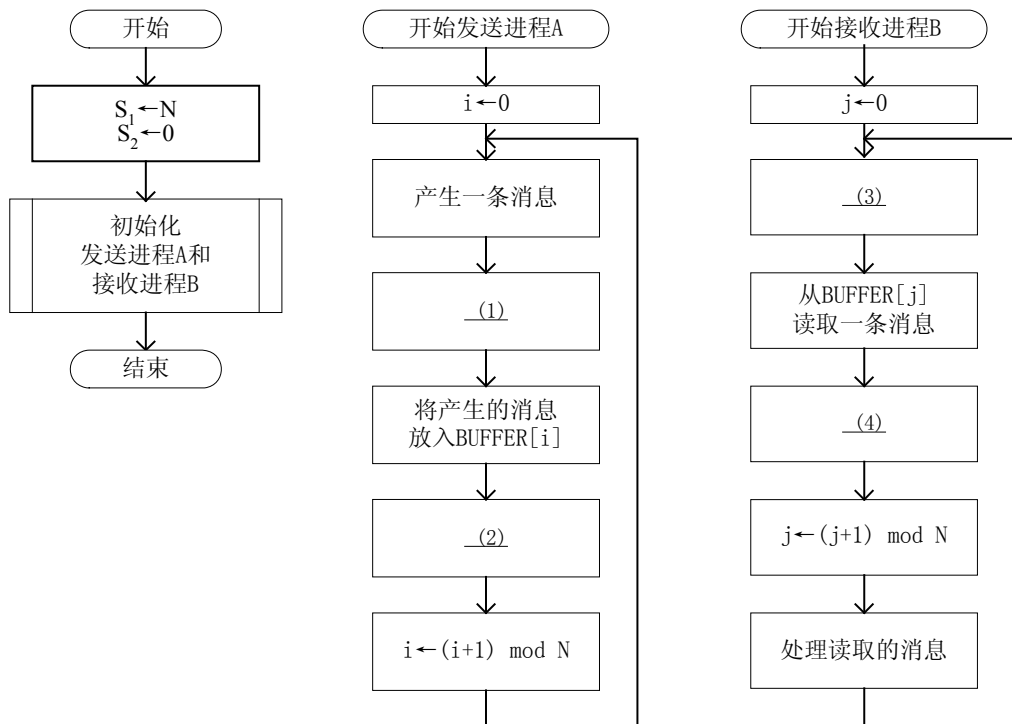 开始
S1←N
S2←0
初始化
发送进程A和
接收进程B
结束
开始发送进程A
i←0
产生一条消息
(1)
将产生的消息
放入BUFFER[i]
(2)
i←(i+1) mod N
开始接收进程B
j←0
(3)
从BUFFER[j]
读取一条消息
(4)
j←(j+1) mod N
处理读取的消息